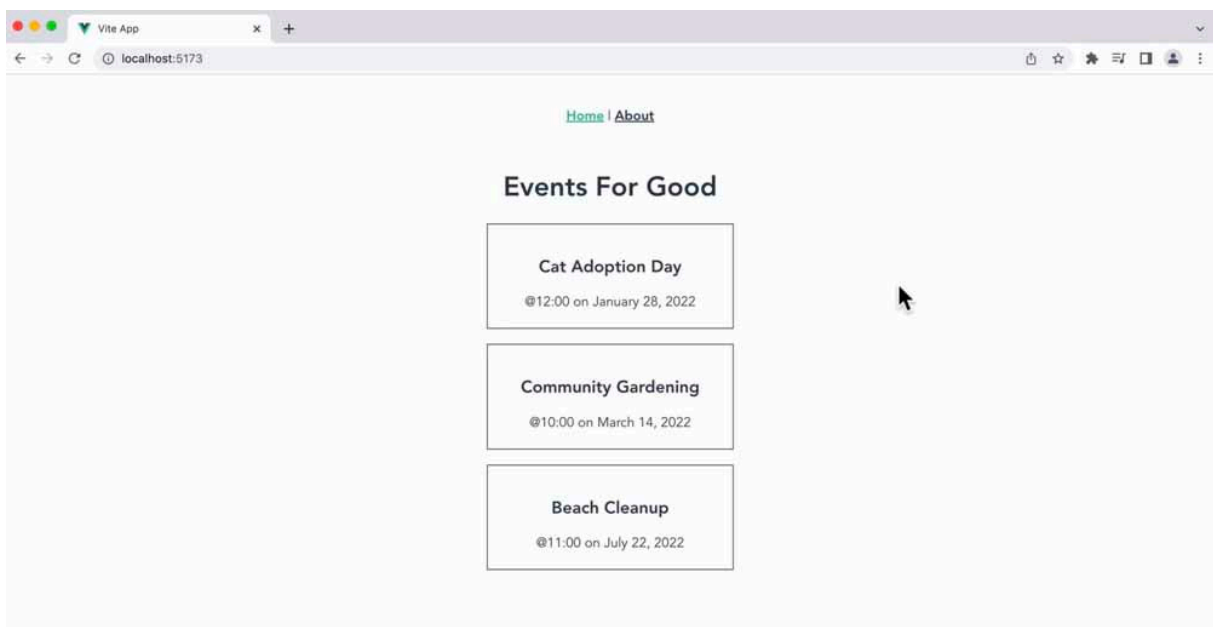 Vite App
localhost:5173
Home | About
Events For Good
Cat Adoption Day
@12:00 on January 28, 2022
Community Gardening
@10:00 on March 14, 2022
Beach Cleanup
@11:00 on July 22, 2022